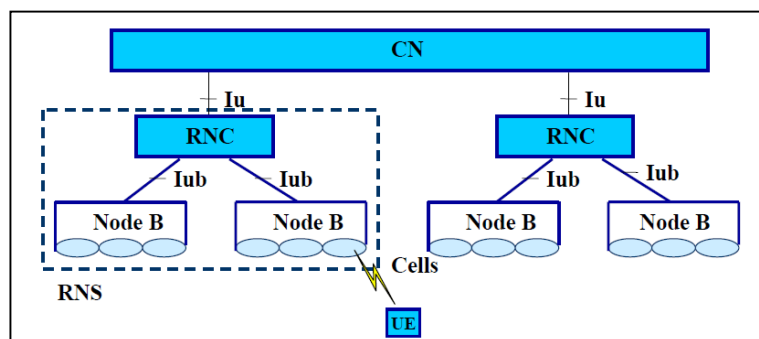 CN
Iu
Iu
RNC
RNC
Iub
Iub
Iub
Iub
Node B
Node B
Node B
Node B
Cells
RNS
UE